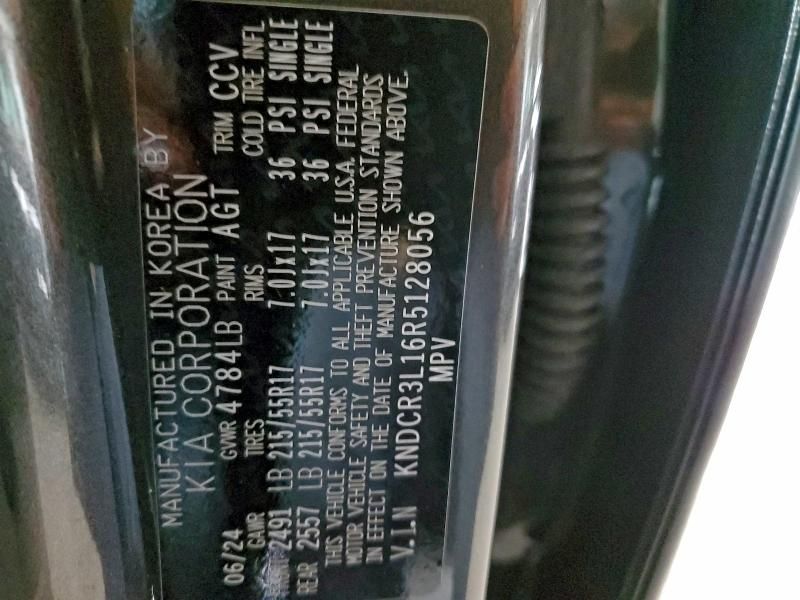 MANUFACTURED IN KOREA BY
KIA CORPORATION
06/24 GVWR 4784LB PAINT AGT TRIM CCV
GAWR TIRES RIMS COLD TIRE INFL
2491 LB 215/55R17 7.0Jx17 36 PSI SINGLE
REAR 2557 LB 215/55R17 7.0Jx17 36 PSI SINGLE
THIS VEHICLE CONFORMS TO ALL APPLICABLE U.S.A. FEDERAL
MOTOR VEHICLE SAFETY AND THEFT PREVENTION STANDARDS
IN EFFECT ON THE DATE OF MANUFACTURE SHOWN ABOVE.
V.I.N KNDCR3L16R5128056
MPV